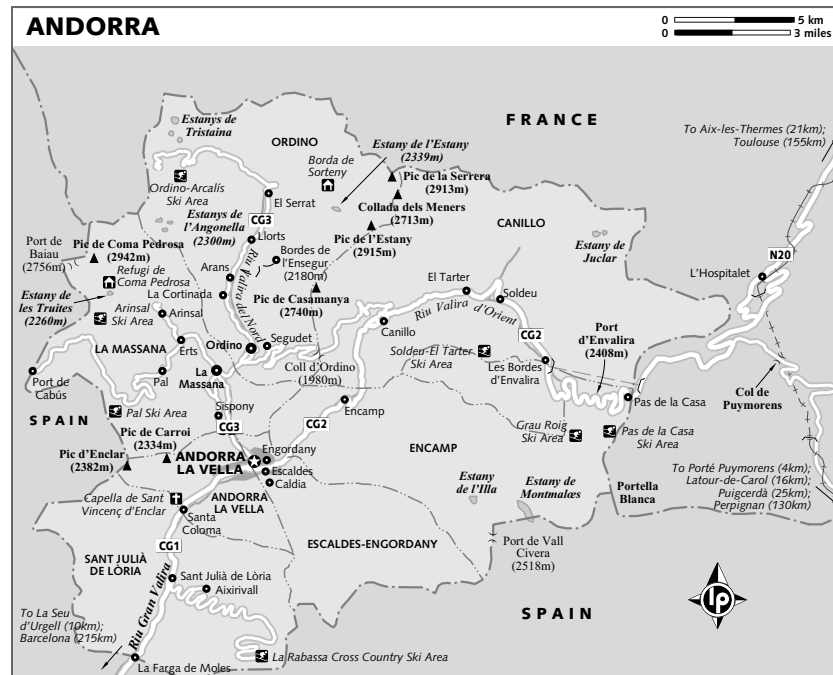 ANDORRA
0 5 km
0 3 miles
FRANCE
To Aix-les-Thermes (21km);
Toulouse (155km)
Estanys de
Tristaina
ORDINO
Estany de l'Estany
(2339m)
Borda de
Sorteny
Pic de la Serrera
(2913m)
Ordino-Arcalís
Ski Area
El Serrat
Collada dels Meners
(2713m)
CANILLO
Estanys de
l'Angonella
(2300m)
CG3
Pic de l'Estany
(2915m)
Estany de
Juclar
Port de
Baiau
(2756m)
Pic de Coma Pedrosa
(2942m)
Llorts
Bordes de
l'Ensegur
(2180m)
N20
Refugi de
Coma Pedrosa
Arans
Riu Valira del Nord
L'Hospitalet
Estany de
les Truites
(2260m)
La Cortinada
Pic de Casamanya
(2740m)
El Tarter
Soldeu
Riu Valira d'Orient
Arinsal
Ski Area
Arinsal
Canillo
CG2
Port
d'Envalira
(2408m)
LA MASSANA
Erts
Ordino
Segudet
Soldeu-El Tarter
Ski Area
Les Bordes
d'Envalira
Port de
Cabús
Pal
La
Massana
Coll d'Ordino
(1980m)
Col de
Puymorens
SPAIN
Pal Ski Area
Sispony
Encamp
Pas de la Casa
Pic de Carroi
(2334m)
CG3
CG2
Grau Roig
Ski Area
Pas de la Casa
Ski Area
Pic d'Enclar
(2382m)
ANDORRA
LA VELLA
Engordany
Escaldes
Caldia
ENCAMP
To Porté Puymorens (4km);
Latour-de-Carol (16km);
Puigcerdà (25km);
Perpignan (130km)
Capella de Sant
Vincenç d'Enclar
ANDORRA
LA VELLA
Estany
de l'Illa
Estany de
Montmalœs
Portella
Blanca
Santa
Coloma
CG1
ESCALDES-ENGORDANY
Port de Vall
Civera
(2518m)
SANT JULIÀ
DE LÒRIA
Sant Julià de Lòria
Aixirivall
SPAIN
lp
To La Seu
d'Urgell (10km);
Barcelona (215km)
Riu Gran Valira
La Rabassa Cross Country Ski Area
La Farga de Moles